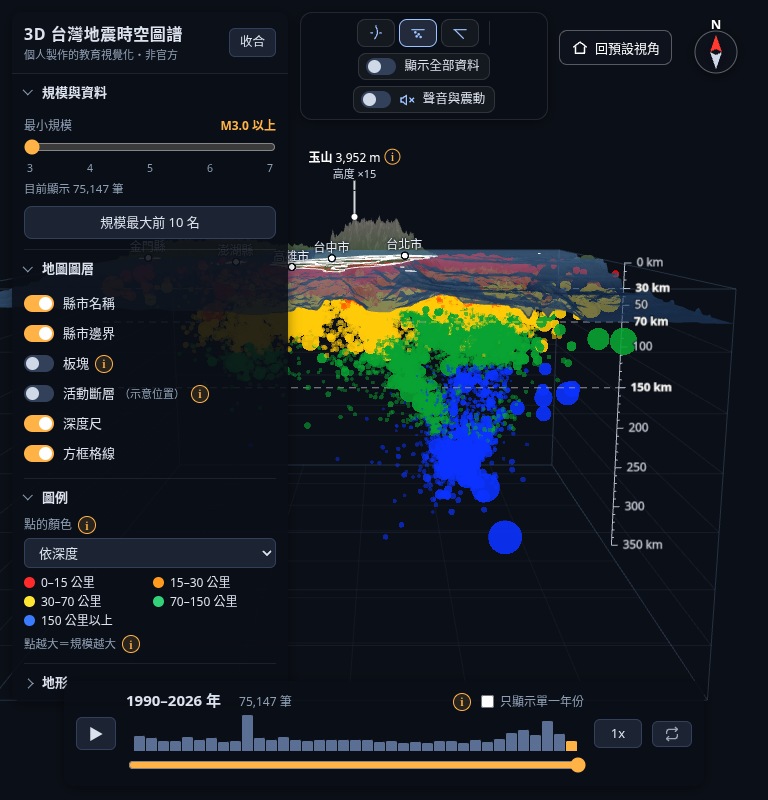 3D 台灣地震時空圖譜
個人製作的教育視覺化・非官方
收合
規模與資料
最小規模 M3.0 以上
3 4 5 6 7
目前顯示 75,147 筆
規模最大前 10 名
地圖圖層
縣市名稱
縣市邊界
板塊
活動斷層 （示意位置）
深度尺
方框格線
圖例
點的顏色
依深度
0–15 公里 15–30 公里
30–70 公里 70–150 公里
150 公里以上
點越大＝規模越大
地形
顯示全部資料
聲音與震動
回預設視角
N
玉山 3,952 m
高度 ×15
金門縣 澎湖縣 高雄市 台中市 台北市
0 km
30 km
50
70 km
100
150 km
200
250
300
350 km
1990–2026 年 75,147 筆
只顯示單一年份
1x